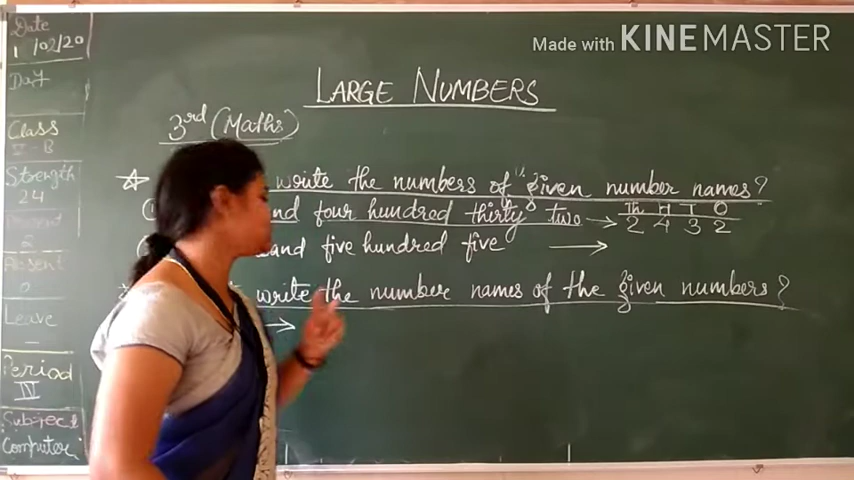 Made with KINEMASTER
LARGE NUMBERS
3rd (Maths)
write the numbers of given number names?
and four hundred thirty two → Th H T O
2 4 3 2
and five hundred five →
write the number names of the given numbers?
→
Date
1 /02/20
Day
Class
V-B
Strength
24
Present
2
Absent
0
Leave
-
Period
IV
Subject
Computer